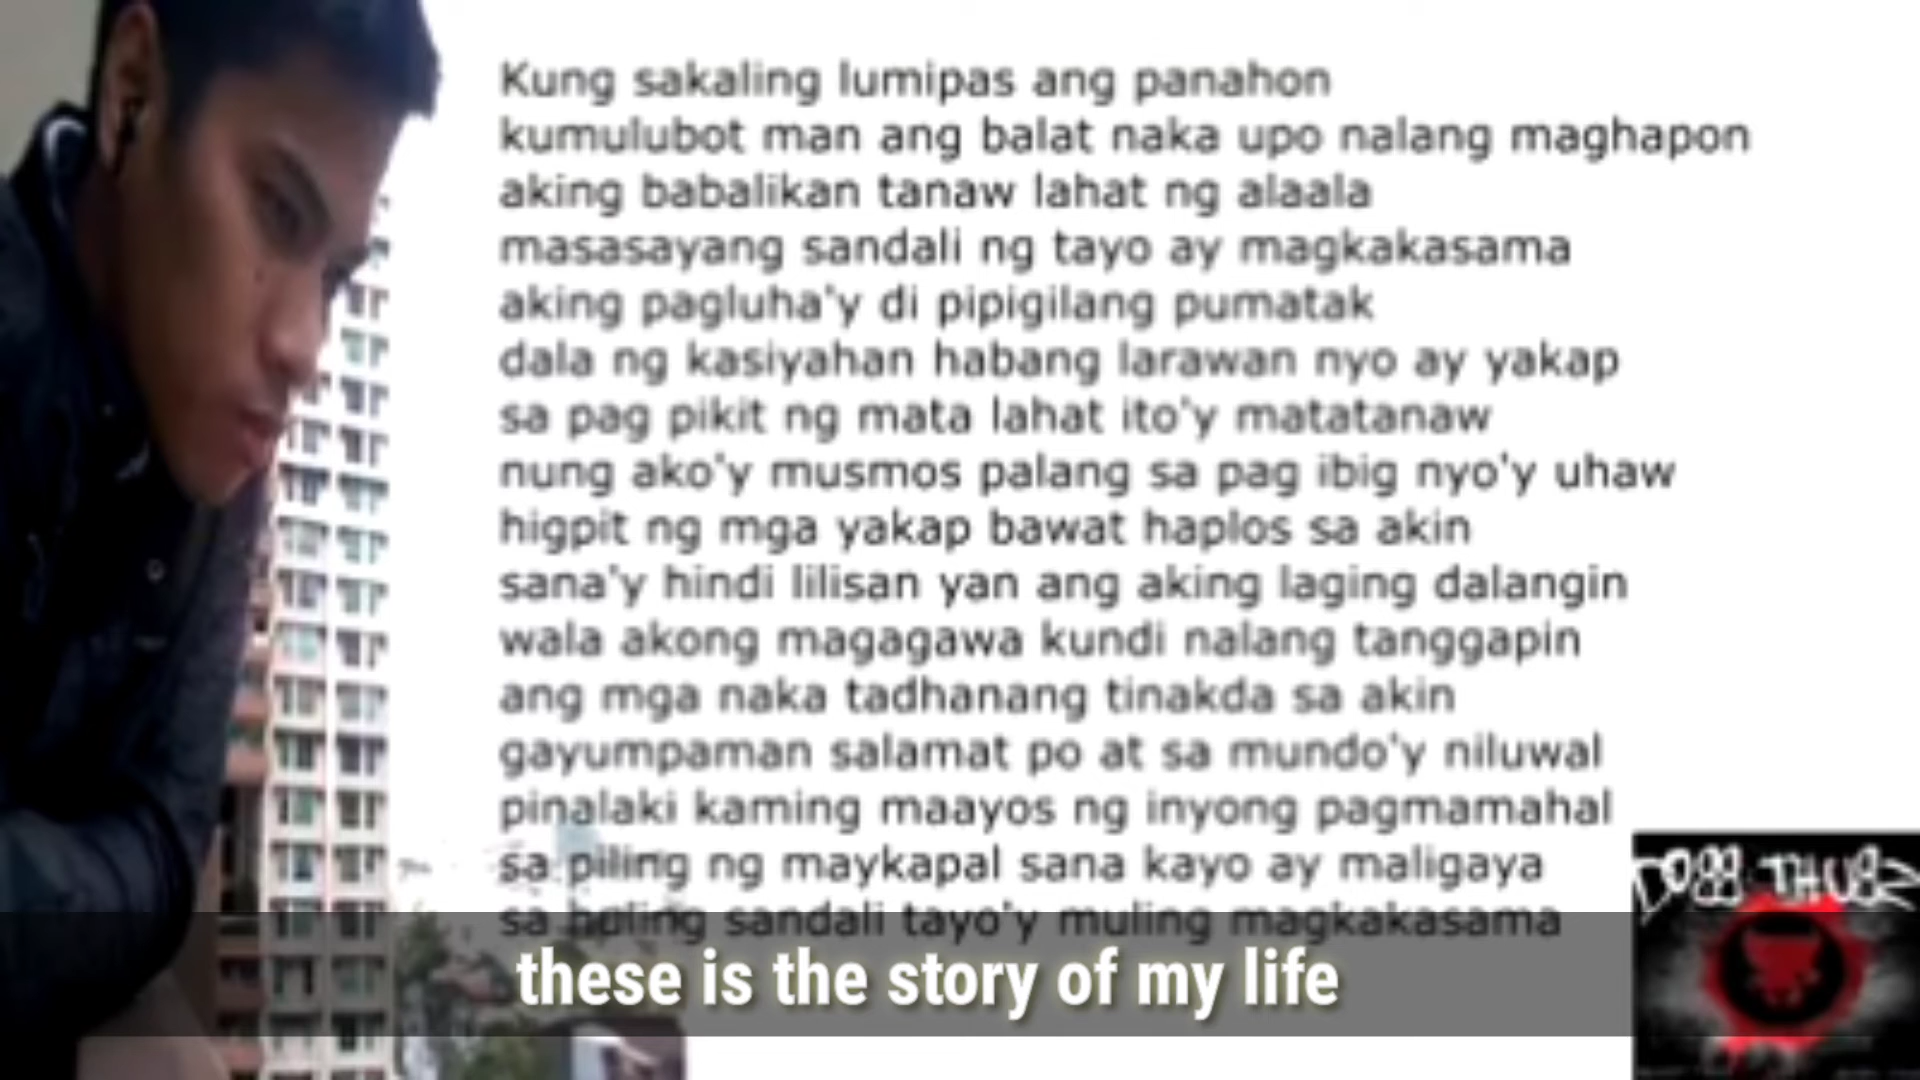 Kung sakaling lumipas ang panahon
kumulubot man ang balat naka upo nalang maghapon
aking babalikan tanaw lahat ng alaala
masasayang sandali ng tayo ay magkakasama
aking pagluha'y di pipigilang pumatak
dala ng kasiyahan habang larawan nyo ay yakap
sa pag pikit ng mata lahat ito'y matatanaw
nung ako'y musmos palang sa pag ibig nyo'y uhaw
higpit ng mga yakap bawat haplos sa akin
sana'y hindi lilisan yan ang aking laging dalangin
wala akong magagawa kundi nalang tanggapin
ang mga naka tadhanang tinakda sa akin
gayumpaman salamat po at sa mundo'y niluwal
pinalaki kaming maayos ng inyong pagmamahal
sa piling ng maykapal sana kayo ay maligaya
sa huling sandali tayo'y muling magkakasama
these is the story of my life